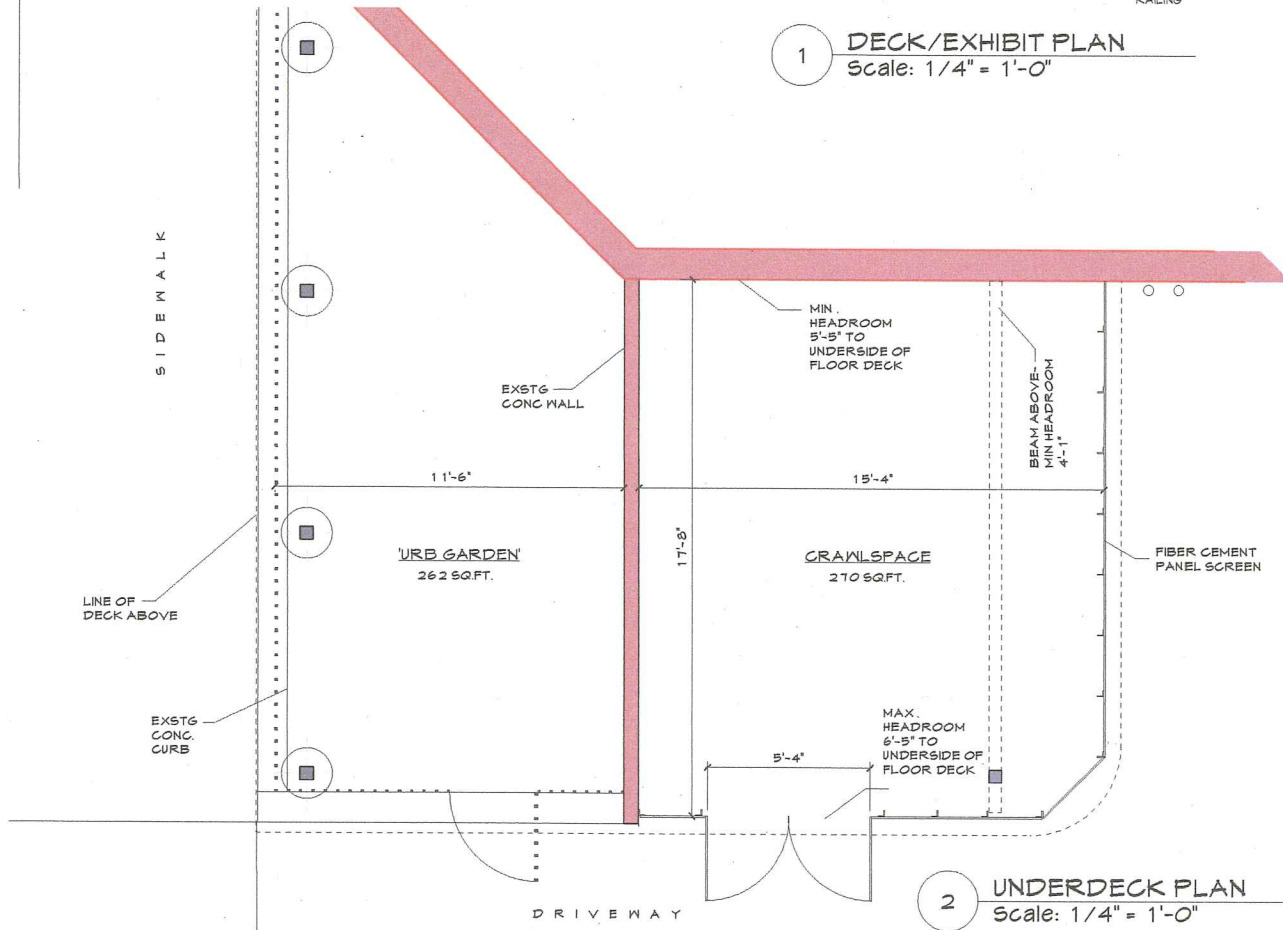 RAILING
1
DECK/EXHIBIT PLAN
Scale: 1/4" = 1'-0"
SIDEWALK
MIN.
HEADROOM
5'-5" TO
UNDERSIDE OF
FLOOR DECK
EXSTG
CONC WALL
BEAM ABOVE-
MIN HEADROOM
4'-1"
11'-6"
15'-4"
17'-8"
'URB GARDEN'
262 SQ.FT.
CRAWLSPACE
270 SQ.FT.
FIBER CEMENT
PANEL SCREEN
LINE OF
DECK ABOVE
EXSTG
CONC.
CURB
MAX.
HEADROOM
6'-5" TO
UNDERSIDE OF
FLOOR DECK
5'-4"
DRIVEWAY
2
UNDERDECK PLAN
Scale: 1/4" = 1'-0"